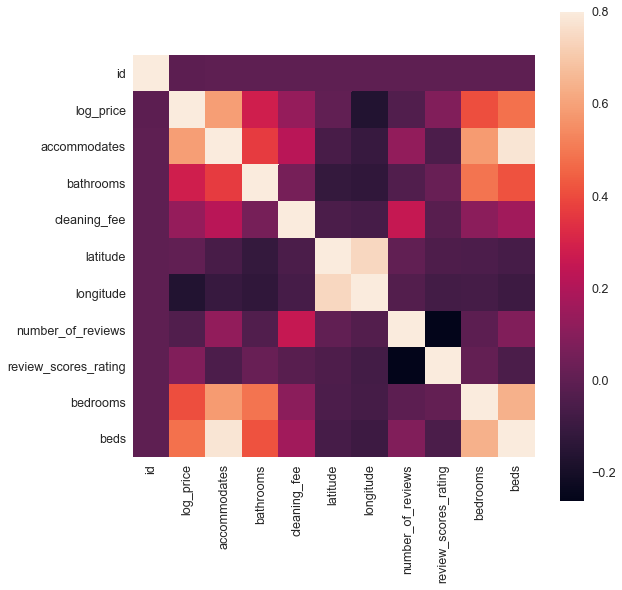 0.8
id
log_price
accommodates
0.6
bathrooms
cleaning_fee
0.4
latitude
longitude
0.2
number_of_reviews
review_scores_rating
0.0
bedrooms
beds
−0.2
id
log_price
accommodates
bathrooms
cleaning_fee
latitude
longitude
number_of_reviews
review_scores_rating
bedrooms
beds